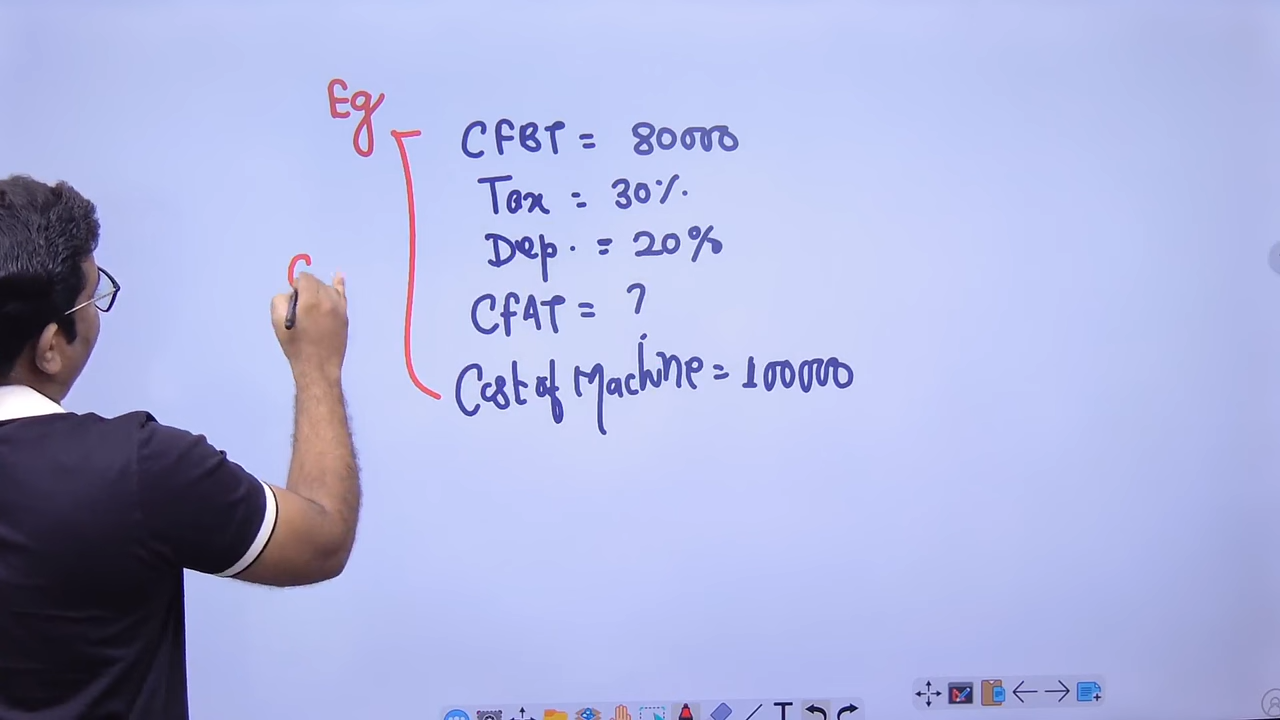 Eg
CFBT = 80000
Tax = 30%.
Dep. = 20%
CFAT = ?
Cost of Machine = 100000
C